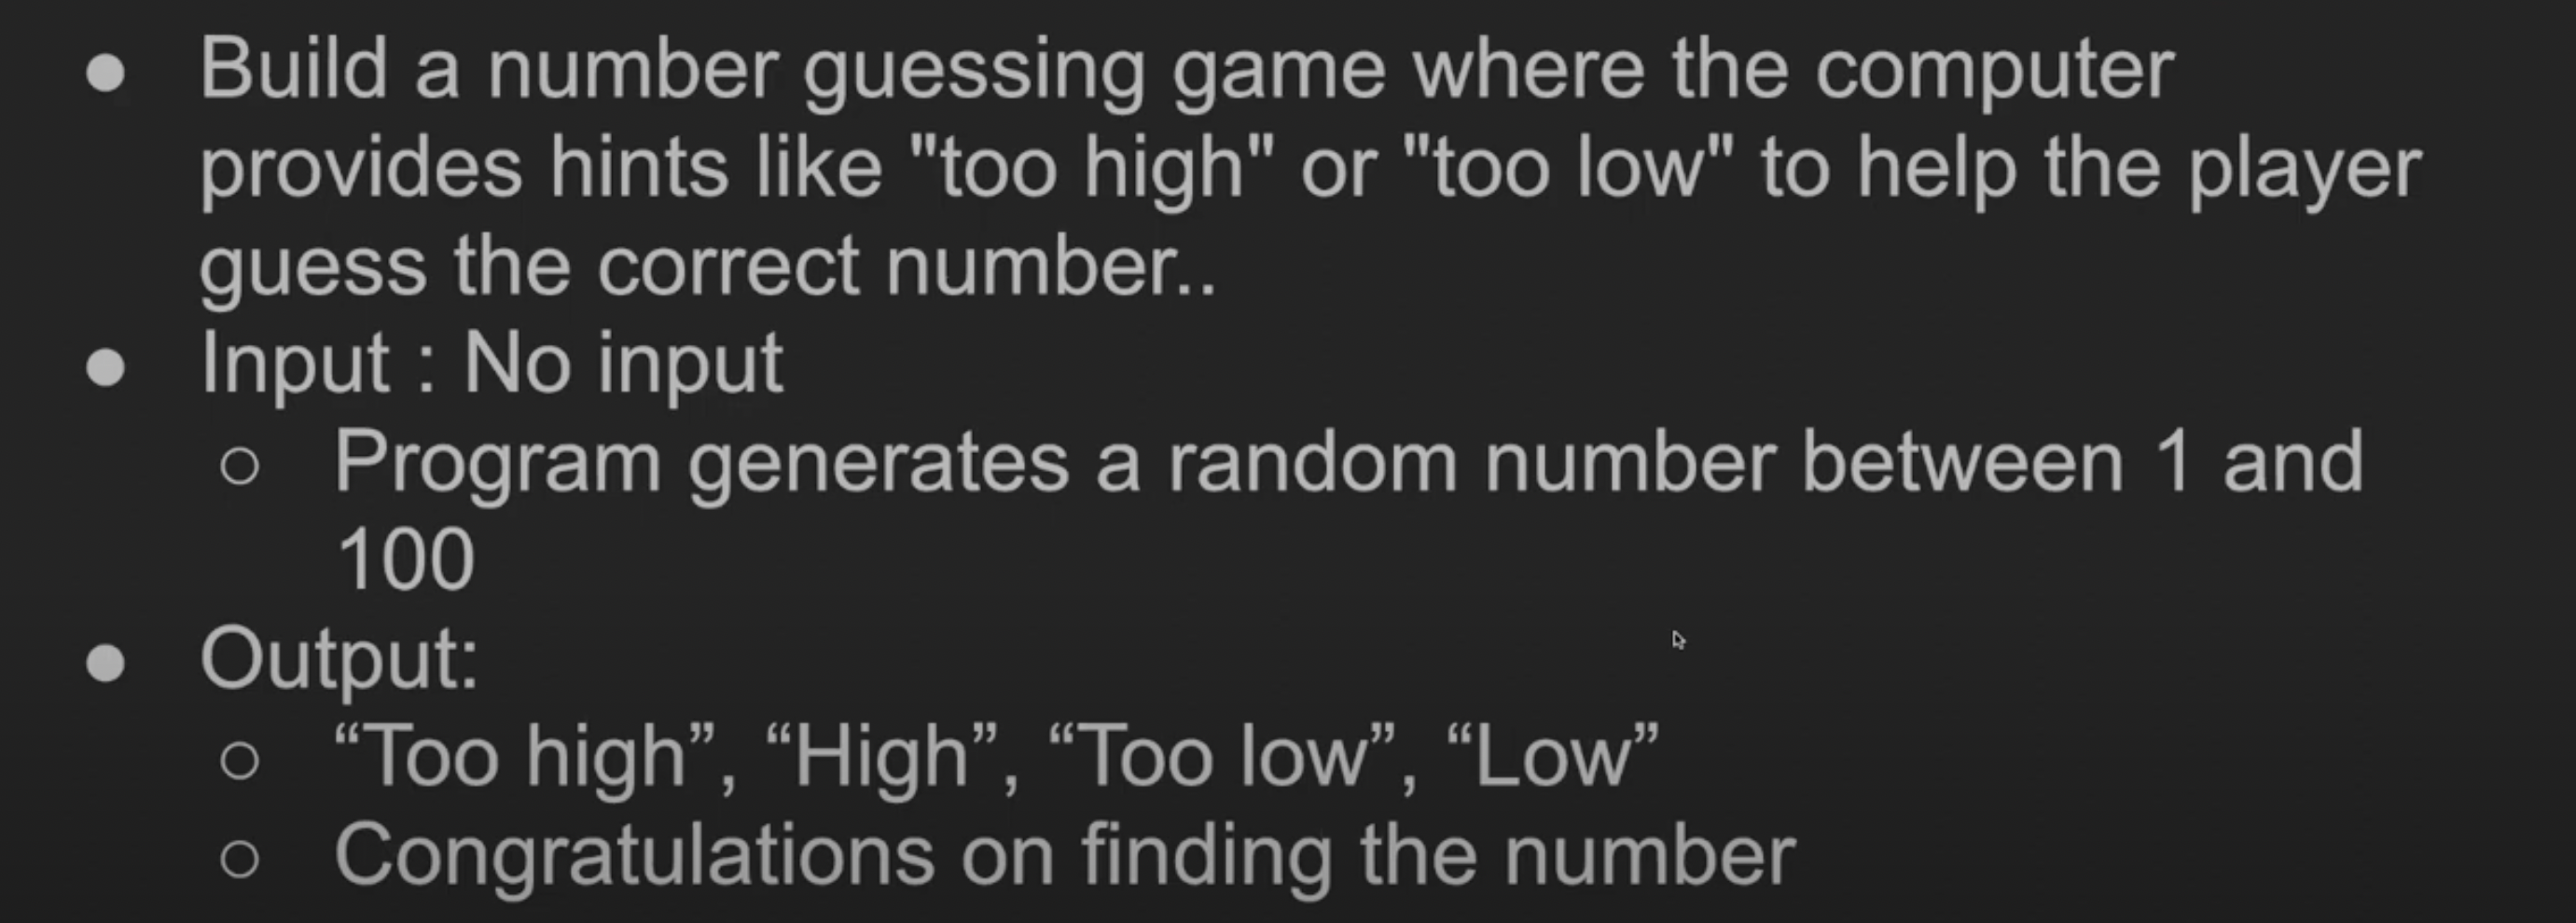 ● Build a number guessing game where the computer
provides hints like "too high" or "too low" to help the player
guess the correct number..
● Input : No input
○ Program generates a random number between 1 and
100
● Output:
○ “Too high”, “High”, “Too low”, “Low”
○ Congratulations on finding the number